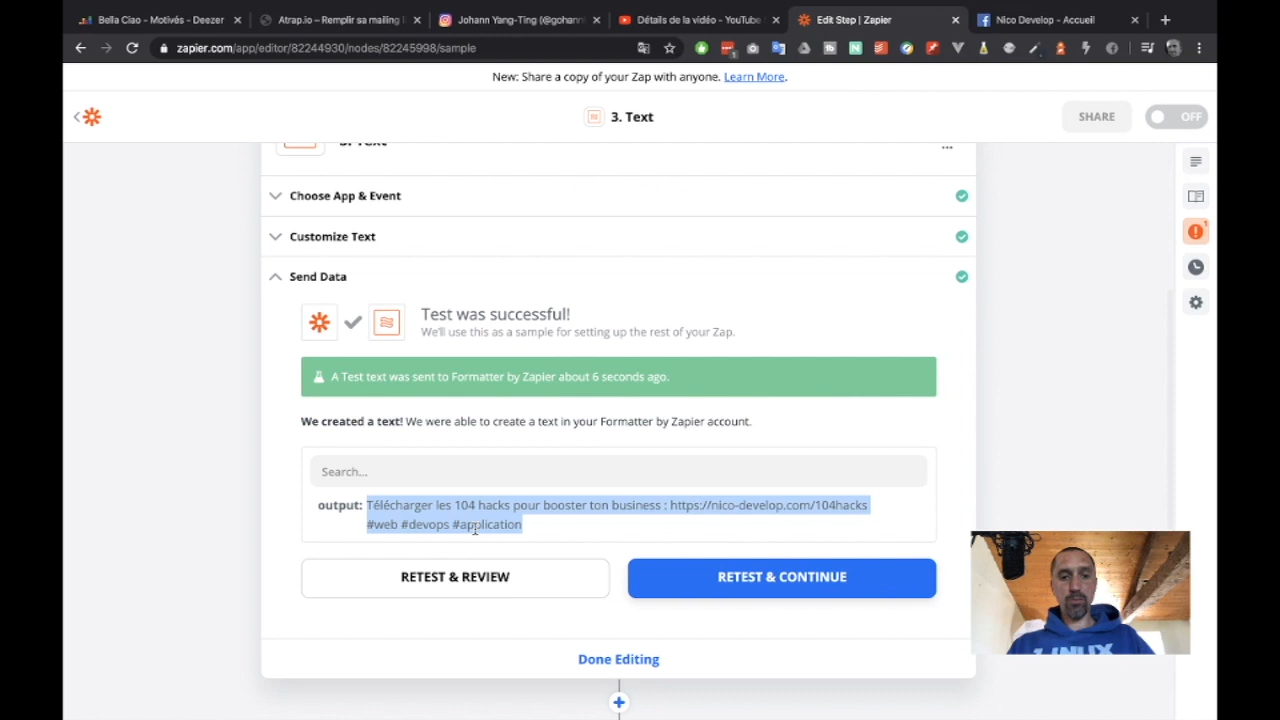 Bella Ciao – Motivés - Deezer
Atrap.io – Remplir sa mailing l
Johann Yang-Ting (@gohann
Détails de la vidéo - YouTube
Edit Step | Zapier
Nico Develop - Accueil
zapier.com/app/editor/82244930/nodes/82245998/sample
New: Share a copy of your Zap with anyone. Learn More.
3. Text
SHARE
OFF
Choose App & Event
Customize Text
Send Data
Test was successful!
We'll use this as a sample for setting up the rest of your Zap.
A Test text was sent to Formatter by Zapier about 6 seconds ago.
We created a text! We were able to create a text in your Formatter by Zapier account.
Search...
output: Télécharger les 104 hacks pour booster ton business : https://nico-develop.com/104hacks
#web #devops #application
RETEST & REVIEW
RETEST & CONTINUE
LINUX
Done Editing